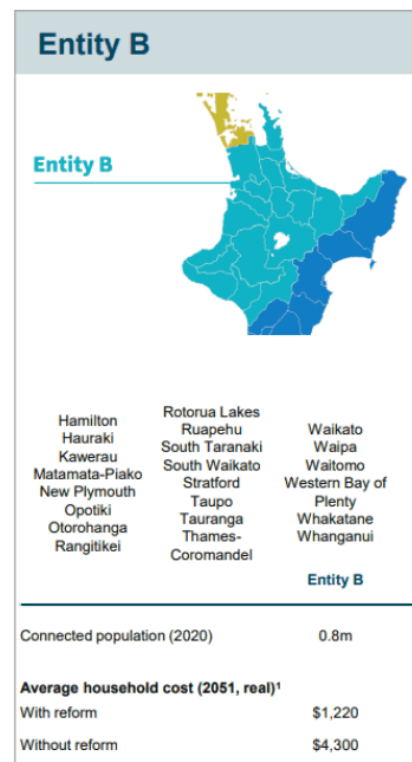 Entity B
Entity B
Hamilton
Hauraki
Kawerau
Matamata-Piako
New Plymouth
Opotiki
Otorohanga
Rangitikei
Rotorua Lakes
Ruapehu
South Taranaki
South Waikato
Stratford
Taupo
Tauranga
Thames-
Coromandel
Waikato
Waipa
Waitomo
Western Bay of
Plenty
Whakatane
Whanganui
Entity B
Connected population (2020) 0.8m
Average household cost (2051, real)¹
With reform $1,220
Without reform $4,300